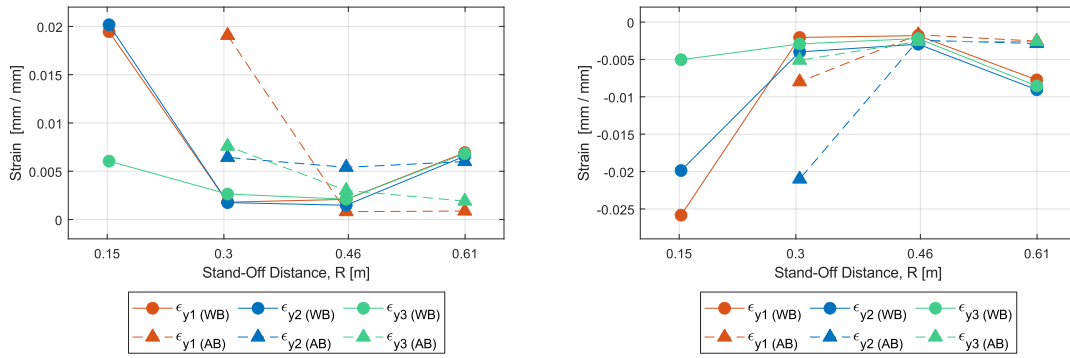 0.02
0.015
0.01
0.005
0
Strain [mm / mm]
0.15 0.3 0.46 0.61
Stand-Off Distance, R [m]
ϵy1 (WB) ϵy2 (WB) ϵy3 (WB)
ϵy1 (AB) ϵy2 (AB) ϵy3 (AB)
0
-0.005
-0.01
-0.015
-0.02
-0.025
Strain [mm / mm]
0.15 0.3 0.46 0.61
Stand-Off Distance, R [m]
ϵy1 (WB) ϵy2 (WB) ϵy3 (WB)
ϵy1 (AB) ϵy2 (AB) ϵy3 (AB)